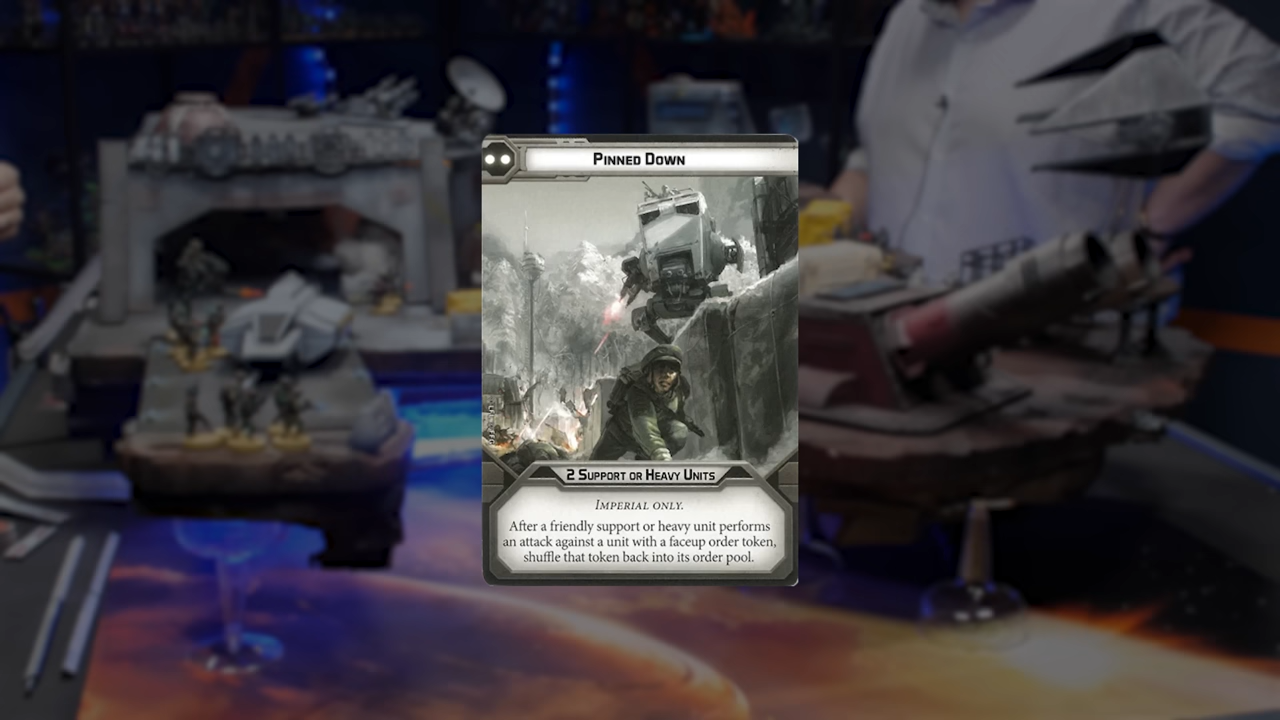 Pinned Down
2 Support or Heavy Units
Imperial only.
After a friendly support or heavy unit performs
an attack against a unit with a faceup order token,
shuffle that token back into its order pool.